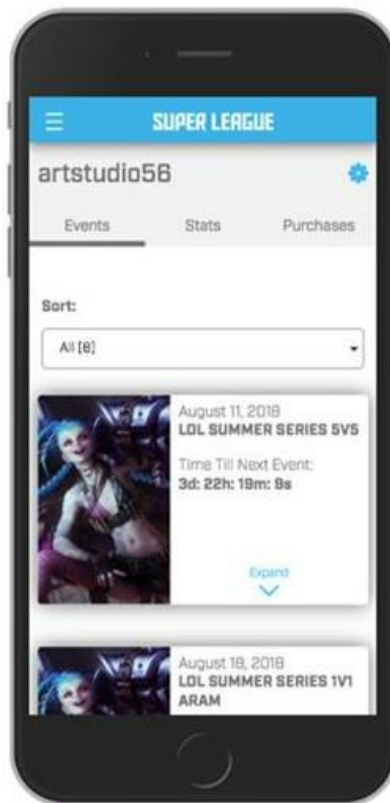 SUPER LEAGUE
artstudio56
Events Stats Purchases
Sort:
All [8]
August 11, 2018
LOL SUMMER SERIES 5V5
Time Till Next Event:
3d: 22h: 19m: 9s
Expand
August 18, 2018
LOL SUMMER SERIES 1V1
ARAM